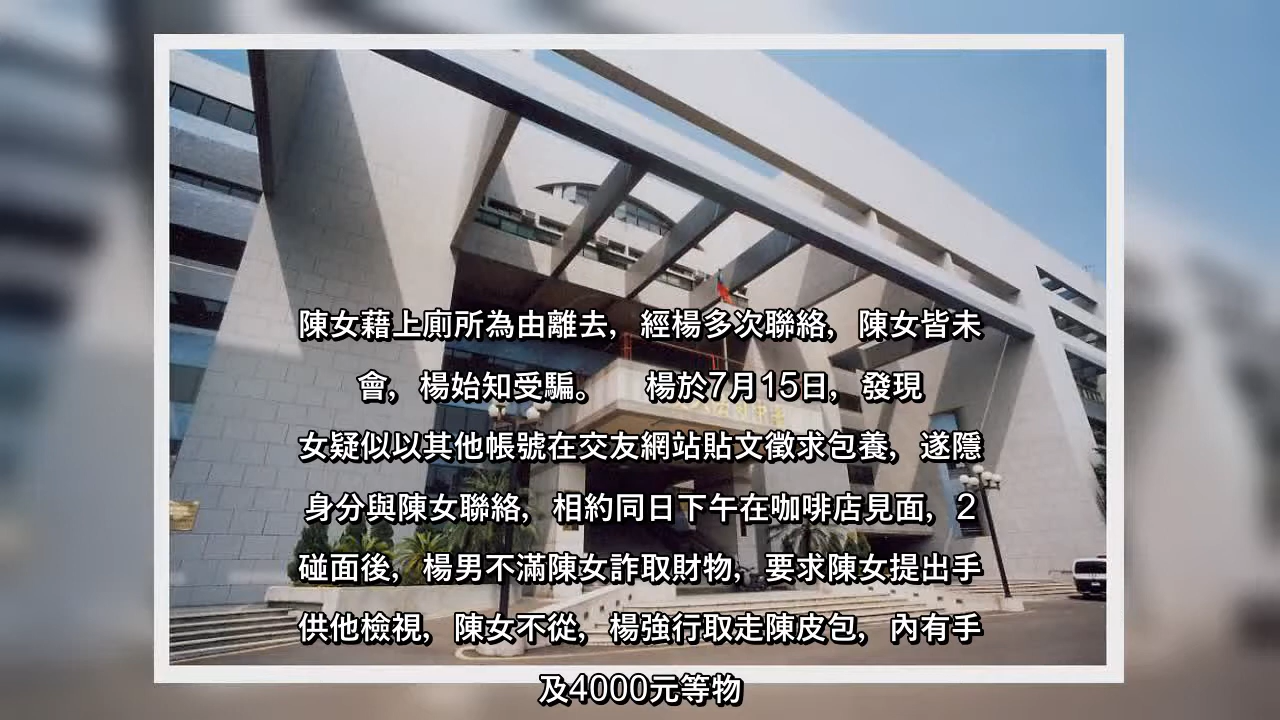 陳女藉上廁所為由離去，經楊多次聯絡，陳女皆未
會，楊始知受騙。 楊於7月15日，發現
女疑似以其他帳號在交友網站貼文徵求包養，遂隱
身分與陳女聯絡，相約同日下午在咖啡店見面，2
碰面後，楊男不滿陳女詐取財物，要求陳女提出手
供他檢視，陳女不從，楊強行取走陳皮包，內有手
及4000元等物